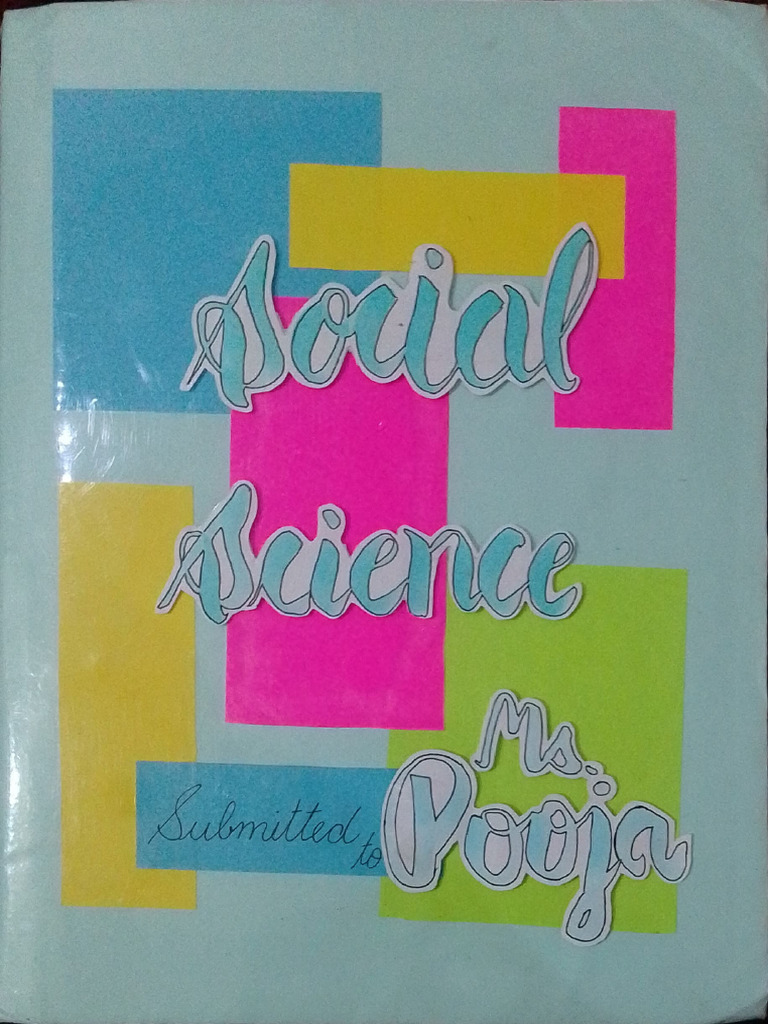 Social
Science
Submitted to Ms. Pooja